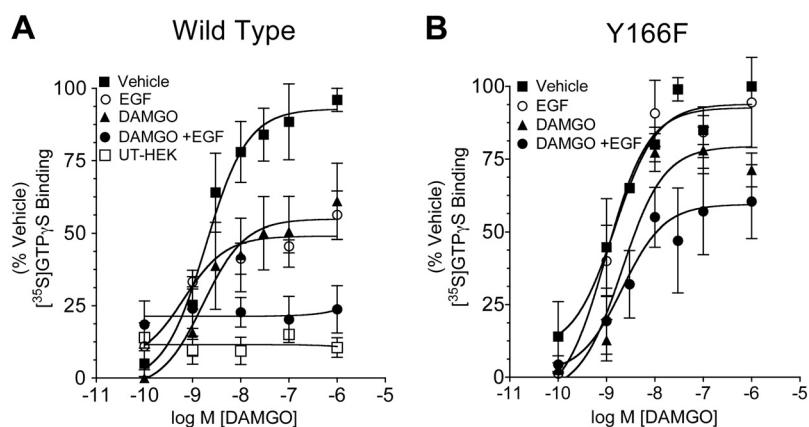 A
Wild Type
Vehicle
EGF
DAMGO
DAMGO +EGF
UT-HEK
100
75
50
25
0
(% Vehicle)
[³⁵S]GTPγS Binding
-11 -10 -9 -8 -7 -6 -5
log M [DAMGO]
B
Y166F
Vehicle
EGF
DAMGO
DAMGO +EGF
100
75
50
25
0
(% Vehicle)
[³⁵S]GTPγS Binding
-11 -10 -9 -8 -7 -6 -5
log M [DAMGO]